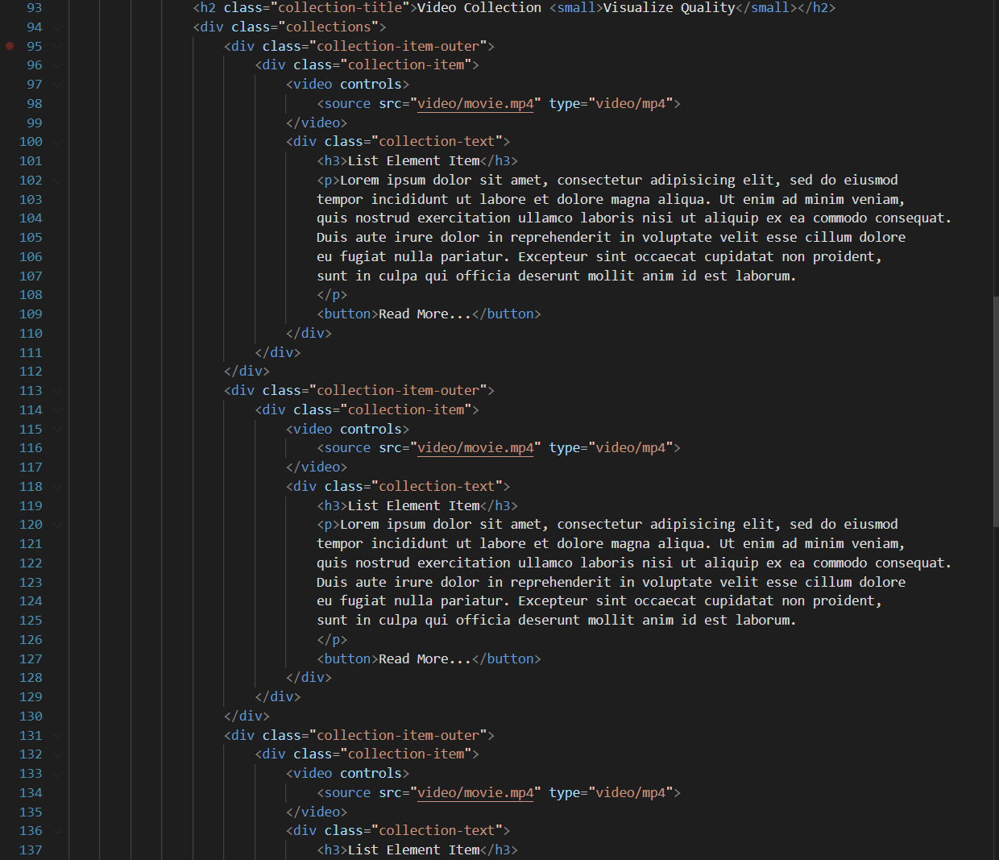 93 <h2 class="collection-title">Video Collection <small>Visualize Quality</small></h2>
94 <div class="collections">
95 <div class="collection-item-outer">
96 <div class="collection-item">
97 <video controls>
98 <source src="video/movie.mp4" type="video/mp4">
99 </video>
100 <div class="collection-text">
101 <h3>List Element Item</h3>
102 <p>Lorem ipsum dolor sit amet, consectetur adipisicing elit, sed do eiusmod
103 tempor incididunt ut labore et dolore magna aliqua. Ut enim ad minim veniam,
104 quis nostrud exercitation ullamco laboris nisi ut aliquip ex ea commodo consequat.
105 Duis aute irure dolor in reprehenderit in voluptate velit esse cillum dolore
106 eu fugiat nulla pariatur. Excepteur sint occaecat cupidatat non proident,
107 sunt in culpa qui officia deserunt mollit anim id est laborum.
108 </p>
109 <button>Read More...</button>
110 </div>
111 </div>
112 </div>
113 <div class="collection-item-outer">
114 <div class="collection-item">
115 <video controls>
116 <source src="video/movie.mp4" type="video/mp4">
117 </video>
118 <div class="collection-text">
119 <h3>List Element Item</h3>
120 <p>Lorem ipsum dolor sit amet, consectetur adipisicing elit, sed do eiusmod
121 tempor incididunt ut labore et dolore magna aliqua. Ut enim ad minim veniam,
122 quis nostrud exercitation ullamco laboris nisi ut aliquip ex ea commodo consequat.
123 Duis aute irure dolor in reprehenderit in voluptate velit esse cillum dolore
124 eu fugiat nulla pariatur. Excepteur sint occaecat cupidatat non proident,
125 sunt in culpa qui officia deserunt mollit anim id est laborum.
126 </p>
127 <button>Read More...</button>
128 </div>
129 </div>
130 </div>
131 <div class="collection-item-outer">
132 <div class="collection-item">
133 <video controls>
134 <source src="video/movie.mp4" type="video/mp4">
135 </video>
136 <div class="collection-text">
137 <h3>List Element Item</h3>